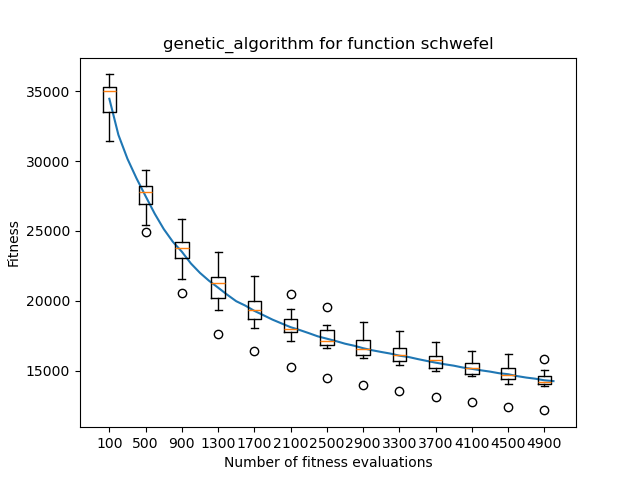 genetic_algorithm for function schwefel
35000
30000
25000
20000
15000
Fitness
100 500 900 1300 1700 2100 2500 2900 3300 3700 4100 4500 4900
Number of fitness evaluations